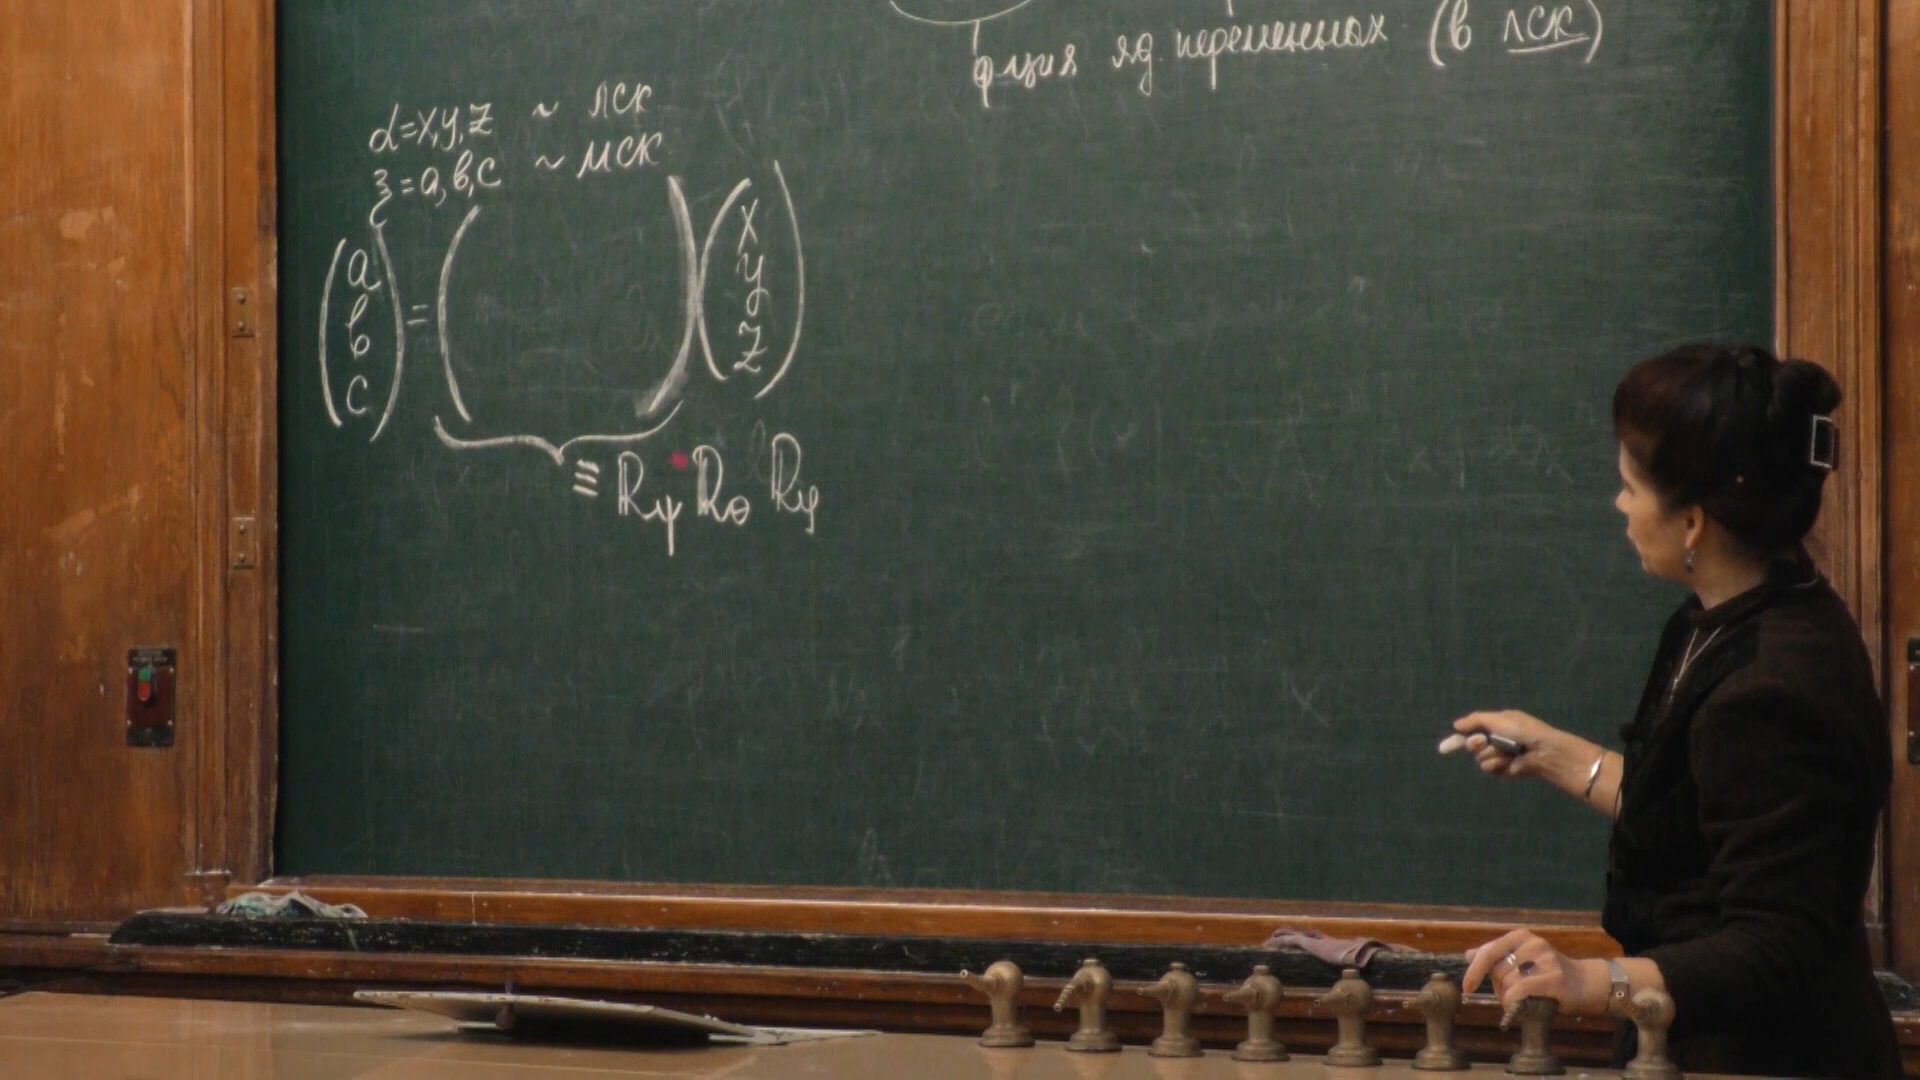 ф-ция яд. переменных (в ЛСК)
α=x,y,z ~ ЛСК
ξ=a,b,c ~ МСК
(a b c) = ( ) (x y z)
≡ ℝψ ℝθ ℝφ